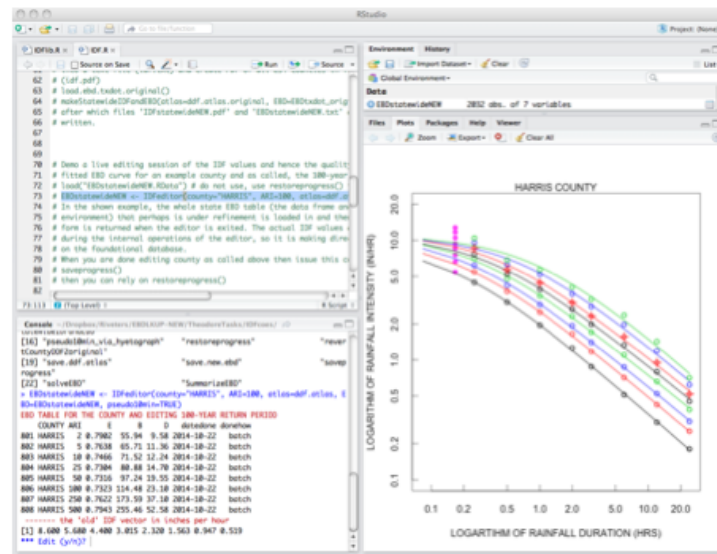 RStudio
Go to file/function
Project: (None)
IDFlib.R
IDF.R
Source on Save
Run
Source
62 # (idf.pdf)
63 # load.ebd.txdot.original()
64 # makeStatewideIDFandEBD(atlas=ddf.atlas.original, EBD=EBDtxdot_orig
65 # after which files "IDFstatewideNEW.pdf" and "EBDstatewideNEW.txt"
66 # written.
67
68
69
70 # Demo a live editing session of the IDF values and hence the quality
71 # fitted EBD curve for an example county and as called, the 100-year
72 # load("EBDstatewideNEW.RData") # do not use, use restoreprogress()
73 # EBDstatewideNEW <- IDFeditor(county="HARRIS", ARI=100, atlas=ddf.a
74 # In the shown example, the whole state EBD table (the data frame an
75 # environment) that perhaps is under refinement is loaded in and the
76 # form is returned when the editor is exited. The actual IDF values
77 # during the internal operations of the editor, so it is making dire
78 # on the foundational database.
79 # When you are done editing county as called above then issue this c
80 # saveprogress()
81 # then you can rely on restoreprogress()
82
73:113 (Top Level)
R Script
Console
[16] "pseudo10min_via_hyetograph" "restoreprogress" "rever
tCountyDDF2original"
[19] "save.ddf.atlas" "save.new.ebd" "savep
rogress"
[22] "solveEBD" "SummarizeEBD"
> EBDstatewideNEW <- IDFeditor(county="HARRIS", ARI=100, atlas=ddf.atlas, E
BD=EBDstatewideNEW, pseudo10min=TRUE)
EBD TABLE FOR THE COUNTY AND EDITING 100-YEAR RETURN PERIOD
COUNTY ARI E B D datedone donehow
801 HARRIS 2 0.7902 55.94 9.58 2014-10-22 batch
802 HARRIS 5 0.7638 65.71 11.36 2014-10-22 batch
803 HARRIS 10 0.7466 71.52 12.24 2014-10-22 batch
804 HARRIS 25 0.7304 80.88 14.70 2014-10-22 batch
805 HARRIS 50 0.7316 97.24 19.55 2014-10-22 batch
806 HARRIS 100 0.7323 114.48 23.10 2014-10-22 batch
807 HARRIS 250 0.7622 173.59 37.10 2014-10-22 batch
808 HARRIS 500 0.7943 255.46 52.58 2014-10-22 batch
------- the 'old' IDF vector in inches per hour
[1] 8.600 5.680 4.400 3.015 2.320 1.563 0.947 0.519
*** Edit (y/n)?
Environment History
Import Dataset
Clear
List
Global Environment
Data
EBDstatewideNEW 2032 obs. of 7 variables
Files Plots Packages Help Viewer
Zoom Export Clear All
HARRIS COUNTY
LOGARITHM OF RAINFALL INTENSITY (IN/HR)
20.0
10.0
5.0
2.0
1.0
0.5
0.2
0.1
0.1 0.2 0.5 1.0 2.0 5.0 10.0 20.0
LOGARTIHM OF RAINFALL DURATION (HRS)